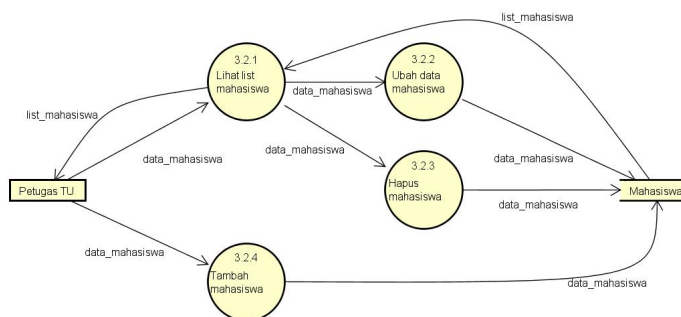 list_mahasiswa
3.2.1
Lihat list
mahasiswa
3.2.2
Ubah data
mahasiswa
data_mahasiswa
list_mahasiswa
data_mahasiswa
data_mahasiswa
data_mahasiswa
3.2.3
Hapus
mahasiswa
Petugas TU
Mahasiswa
data_mahasiswa
data_mahasiswa
3.2.4
Tambah
mahasiswa
data_mahasiswa